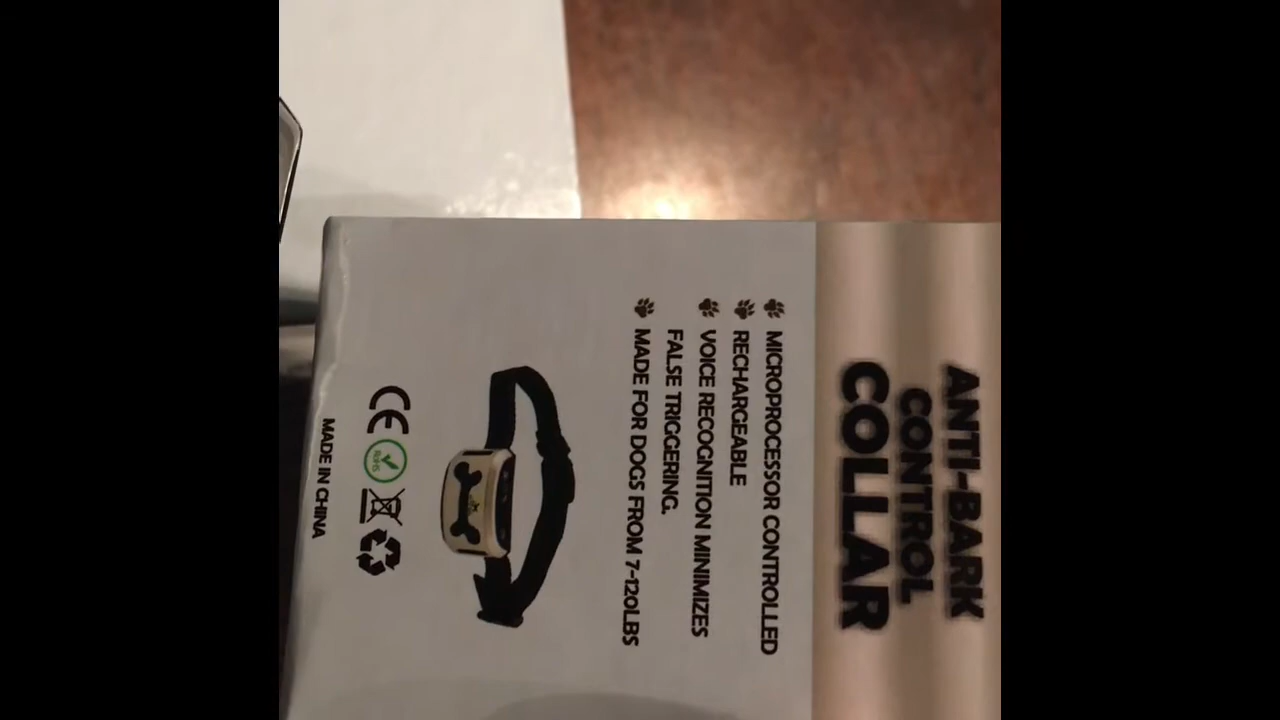 ANTI-BARK
CONTROL
COLLAR
MICROPROCESSOR CONTROLLED
RECHARGEABLE
VOICE RECOGNITION MINIMIZES
FALSE TRIGGERING.
MADE FOR DOGS FROM 7-120LBS
CE
RoHS
MADE IN CHINA